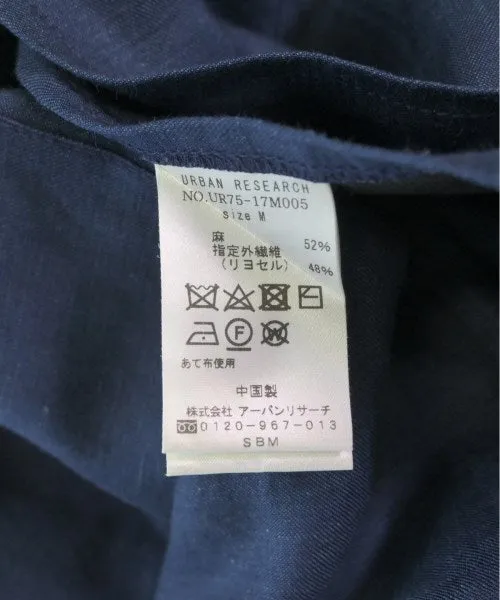 URBAN RESEARCH
NO.UR75-17M005
size M
麻 52%
指定外繊維
(リヨセル) 48%
F W
あて布使用
中国製
株式会社 アーバンリサーチ
0120-967-013
SBM